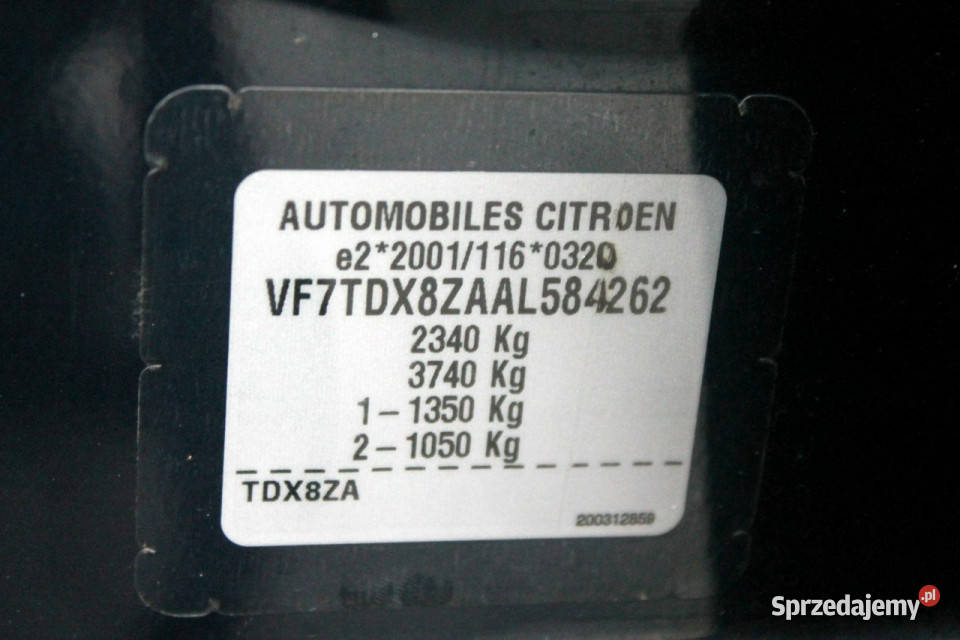 AUTOMOBILES CITROEN
e2*2001/116*0320
VF7TDX8ZAAL584262
2340 Kg
3740 Kg
1-1350 Kg
2-1050 Kg
TDX8ZA
200312859
Sprzedajemy.pl